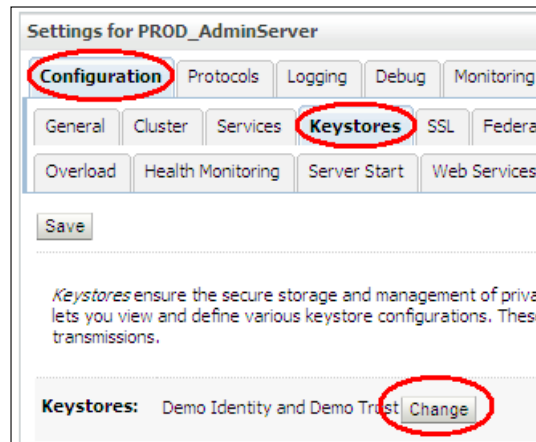 Settings for PROD_AdminServer
Configuration Protocols Logging Debug Monitoring
General Cluster Services Keystores SSL Federa
Overload Health Monitoring Server Start Web Services
Save
Keystores ensure the secure storage and management of priva
lets you view and define various keystore configurations. These
transmissions.
Keystores: Demo Identity and Demo Trust Change